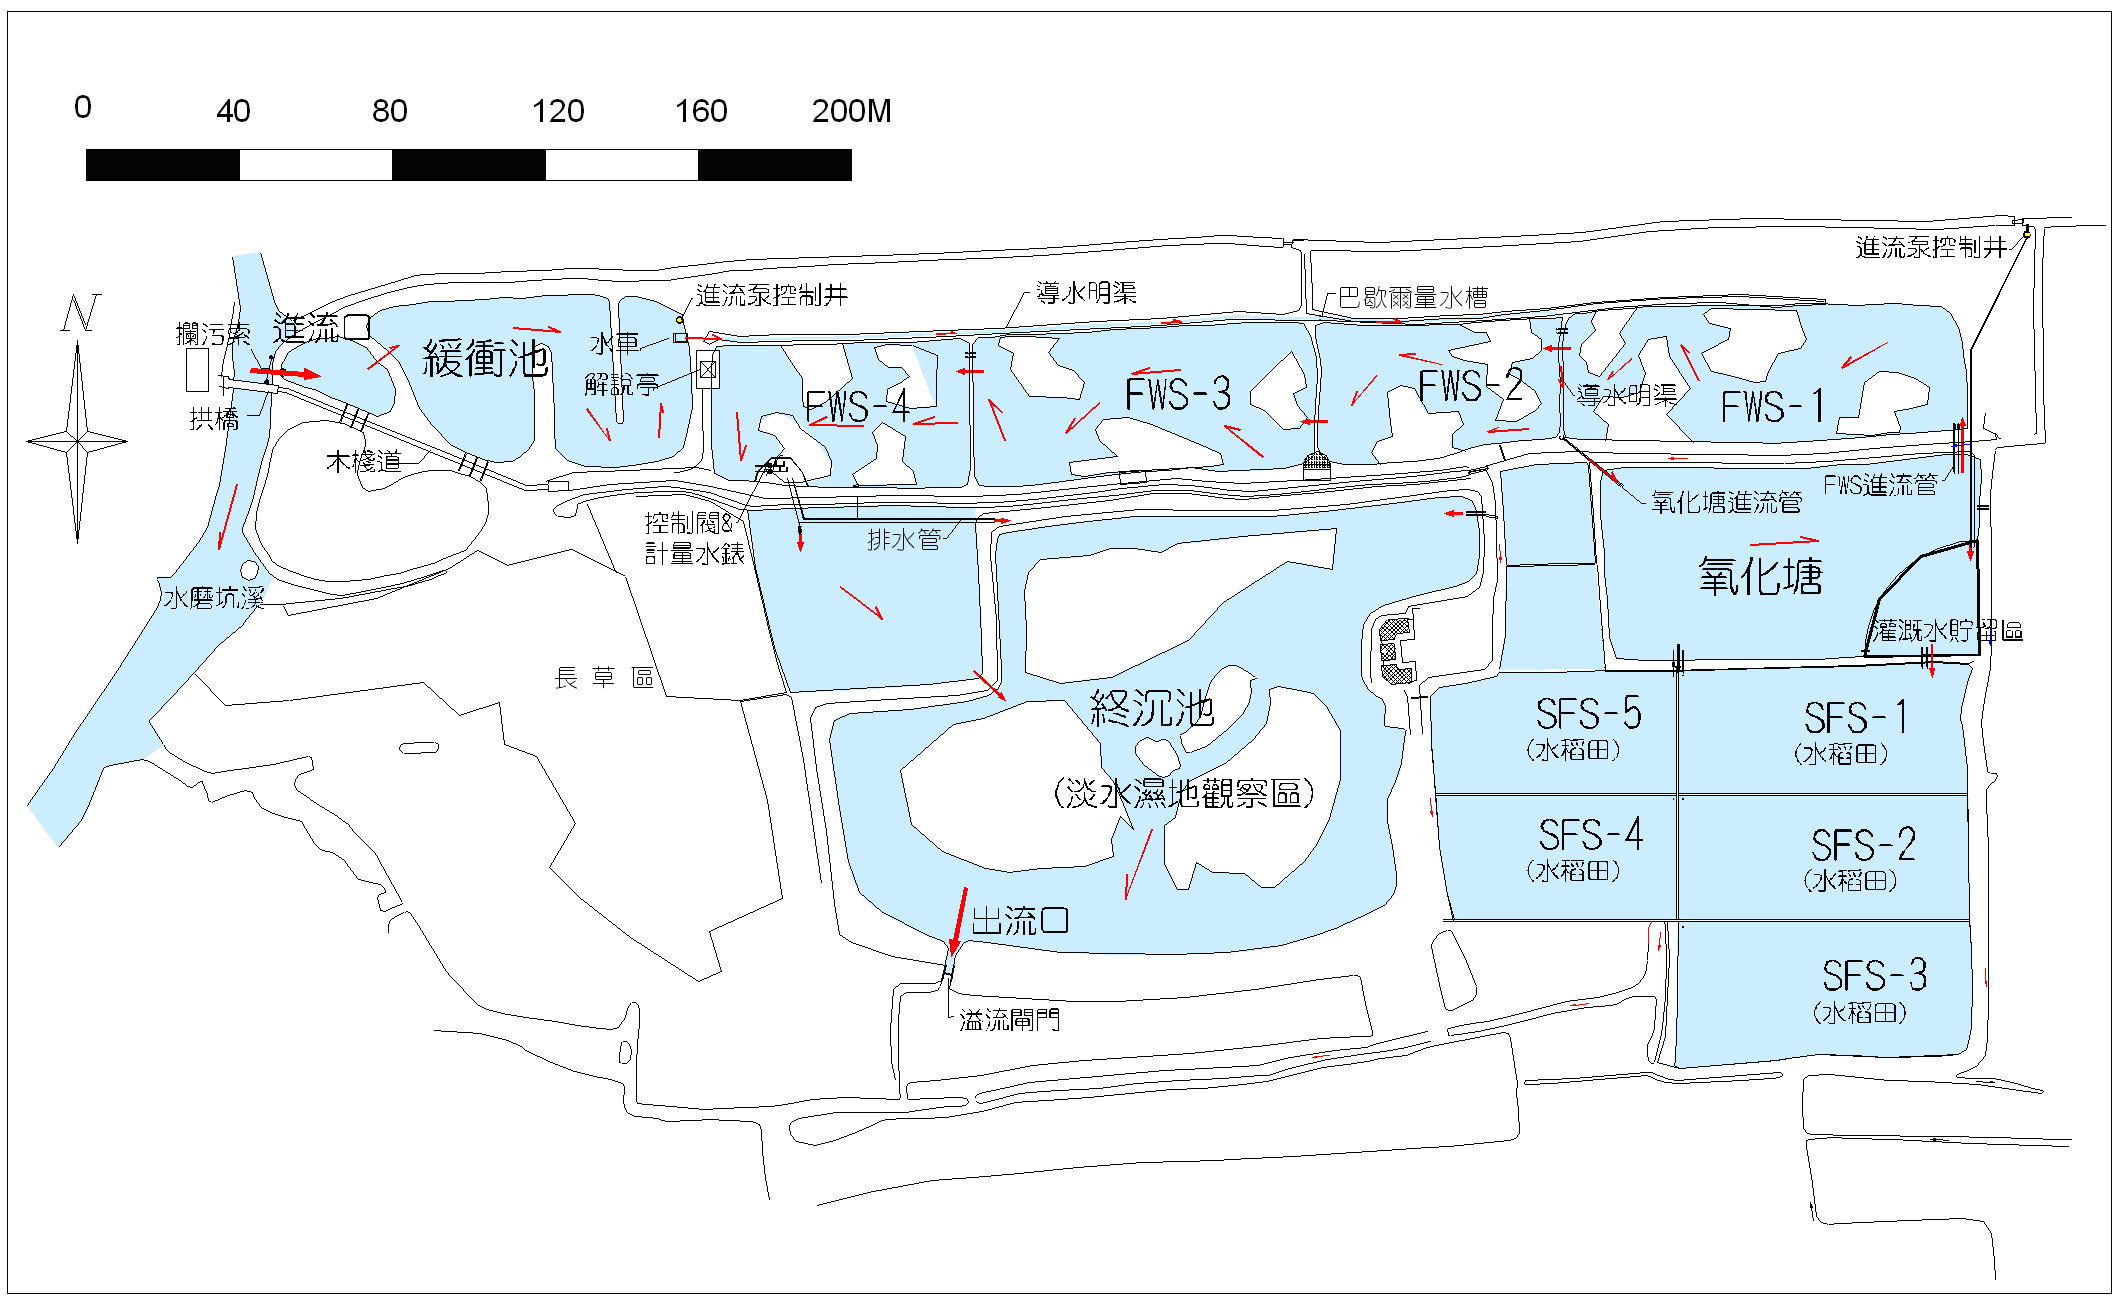 0 40 80 120 160 200M
N
進流泵控制井
進流泵控制井
導水明渠
巴歇爾量水槽
攔污索
進流口
緩衝池
水車
解說亭
拱橋
木棧道
FWS-4
FWS-3
FWS-2
導水明渠
FWS-1
控制閥&
計量水錶
排水管
氧化塘進流管
FWS進流管
氧化塘
水磨坑溪
灌溉水貯留區
長草區
終沉池
(淡水濕地觀察區)
SFS-5
(水稻田)
SFS-1
(水稻田)
SFS-4
(水稻田)
SFS-2
(水稻田)
出流口
SFS-3
(水稻田)
溢流閘門